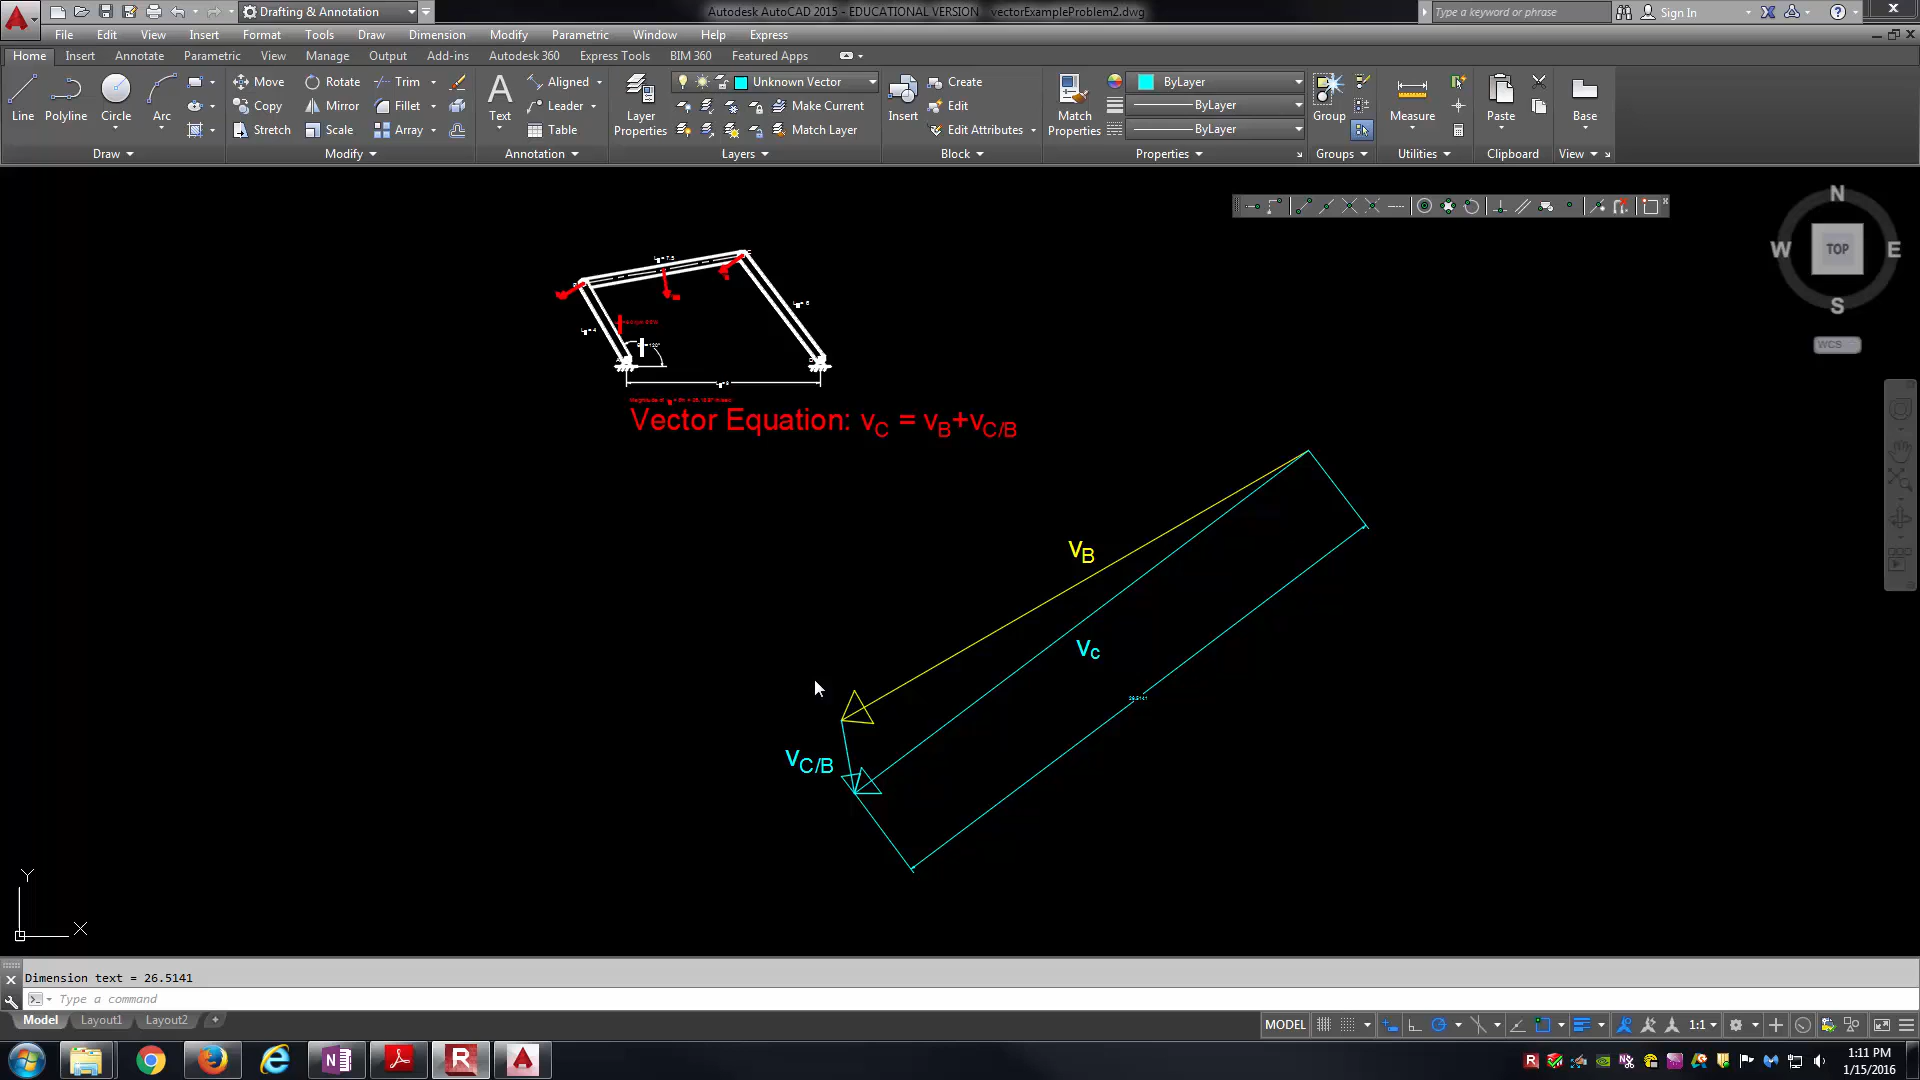 Drafting & Annotation
Autodesk AutoCAD 2015 - EDUCATIONAL VERSION vectorExampleProblem2.dwg
Type a keyword or phrase
Sign In
File Edit View Insert Format Tools Draw Dimension Modify Parametric Window Help Express
Home Insert Annotate Parametric View Manage Output Add-ins Autodesk 360 Express Tools BIM 360 Featured Apps
Line Polyline Circle Arc
Move Rotate Trim
Copy Mirror Fillet
Stretch Scale Array
Text
Aligned
Leader
Table
Layer Properties
Unknown Vector
Make Current
Match Layer
Insert
Create
Edit
Edit Attributes
Match Properties
ByLayer
ByLayer
ByLayer
Group
Measure
Paste
Base
Draw Modify Annotation Layers Block Properties Groups Utilities Clipboard View
N
W TOP E
S
WCS
Vector Equation: vC = vB+vC/B
vB
vc
26.5141
vC/B
Y
X
Dimension text = 26.5141
Type a command
Model Layout1 Layout2 +
MODEL
1:1
1:11 PM
1/15/2016